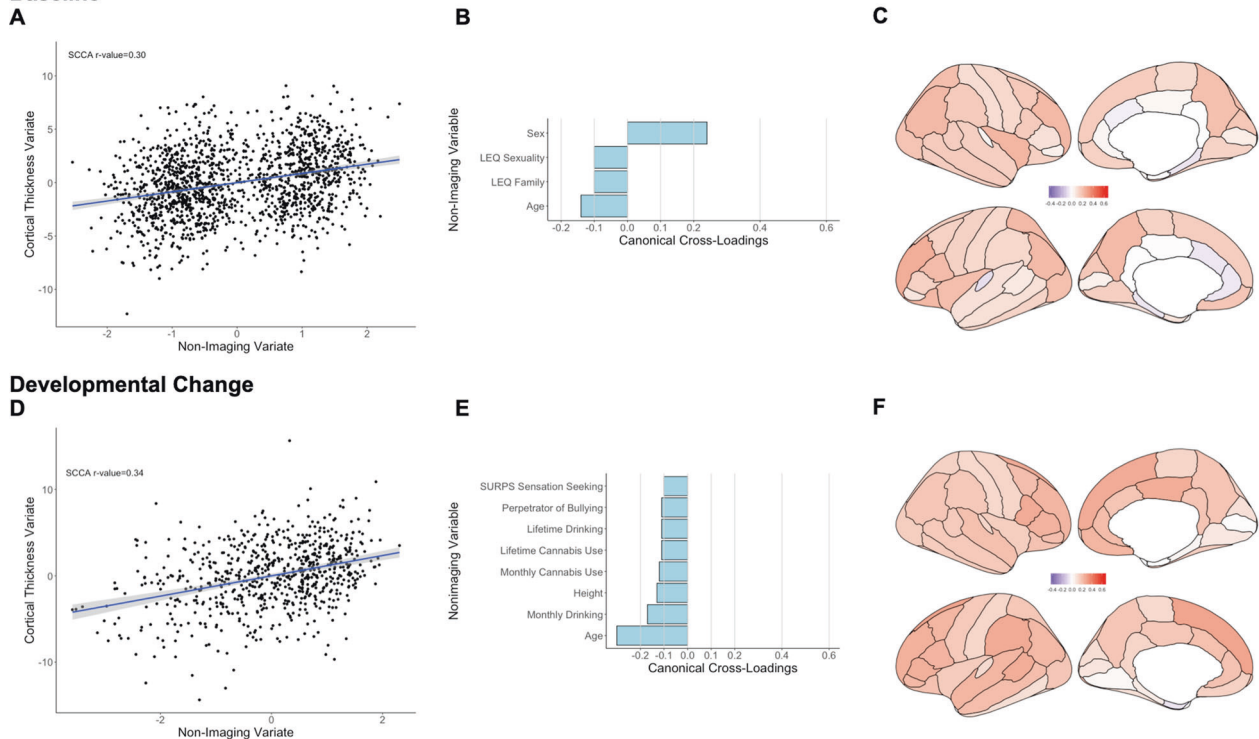 A
B
C
SCCA r-value=0.30
10
5
0
-5
-10
Cortical Thickness Variate
-2
-1
0
1
2
Non-Imaging Variate
Non-Imaging Variable
Sex
LEQ Sexuality
LEQ Family
Age
-0.2
-0.1
0.0
0.2
0.4
0.6
Canonical Cross-Loadings
-0.4 -0.2 0.0 0.2 0.4 0.6
Developmental Change
D
E
F
SCCA r-value=0.34
10
0
-10
Cortical Thickness Variate
-2
0
2
Non-Imaging Variate
Nonimaging Variable
SURPS Sensation Seeking
Perpetrator of Bullying
Lifetime Drinking
Lifetime Cannabis Use
Monthly Cannabis Use
Height
Monthly Drinking
Age
-0.2 -0.1 0.0 0.1 0.2 0.4 0.6
Canonical Cross-Loadings
-0.4 -0.2 0.0 0.2 0.4 0.6